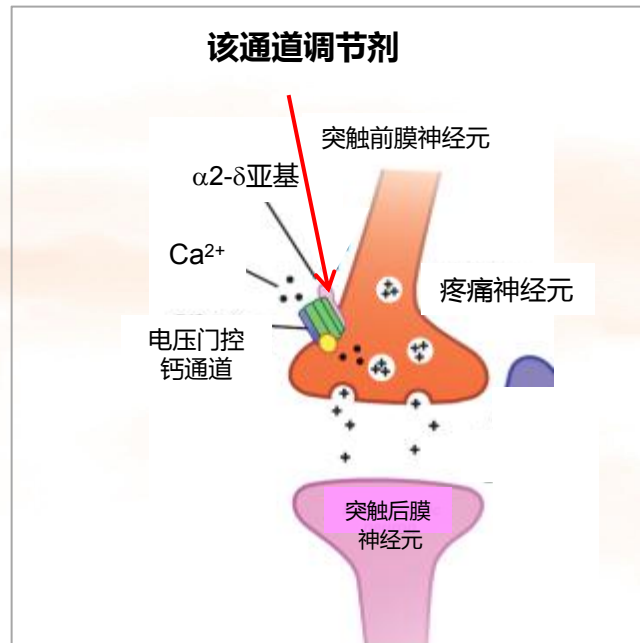 该通道调节剂
突触前膜神经元
α2-δ亚基
Ca²⁺
疼痛神经元
电压门控
钙通道
突触后膜
神经元